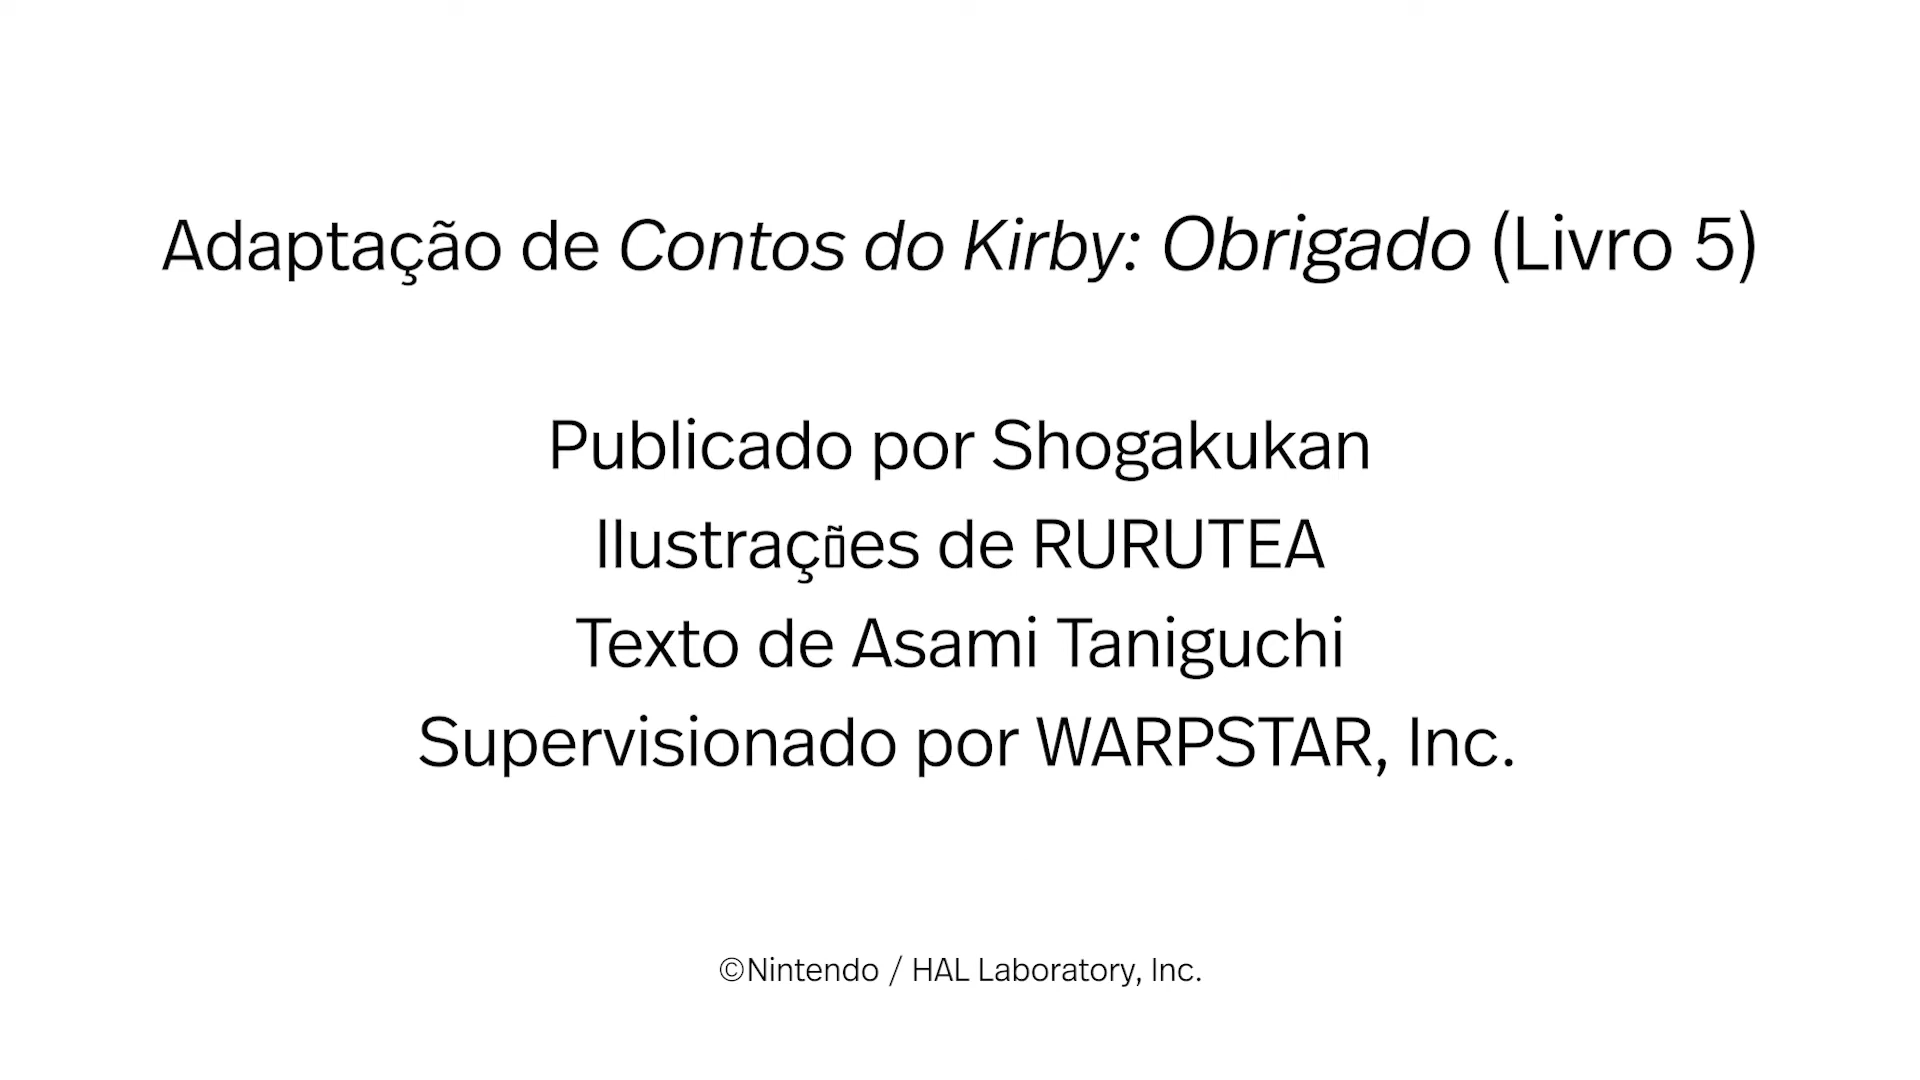 Adaptação de Contos do Kirby: Obrigado (Livro 5)
Publicado por Shogakukan
Ilustraç▯̃es de RURUTEA
Texto de Asami Taniguchi
Supervisionado por WARPSTAR, Inc.
©Nintendo / HAL Laboratory, Inc.